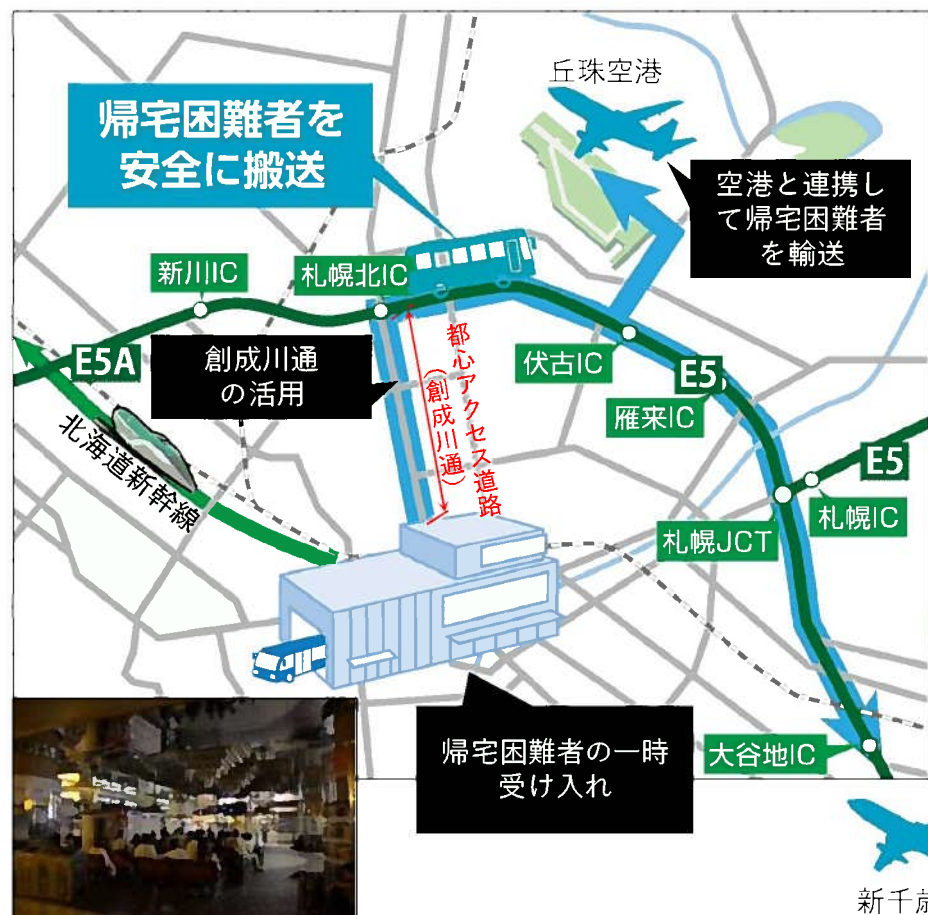 丘珠空港
帰宅困難者を
安全に搬送
空港と連携し
て帰宅困難者
を輸送
新川IC
札幌北IC
伏古IC
E5A
創成川通
の活用
都心アクセス道路
(創成川通)
E5
雁来IC
北海道新幹線
E5
札幌IC
札幌JCT
帰宅困難者の一時
受け入れ
大谷地IC
新千歳